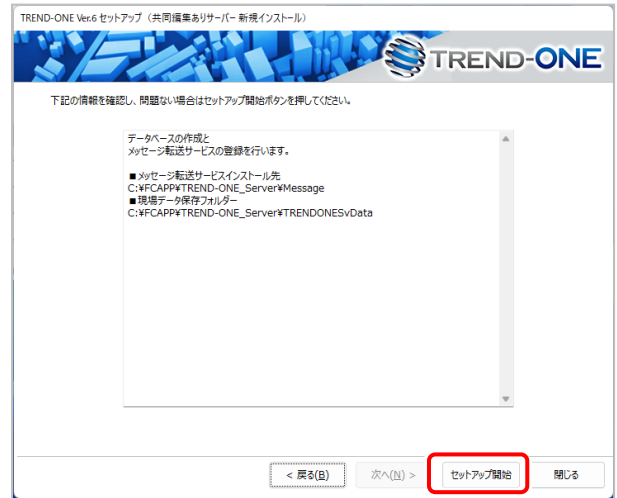 TREND-ONE Ver.6 セットアップ（共同編集ありサーバー 新規インストール）
TREND-ONE
下記の情報を確認し、問題ない場合はセットアップ開始ボタンを押してください。
データベースの作成と
メッセージ転送サービスの登録を行います。
■メッセージ転送サービスインストール先
C:¥FCAPP¥TREND-ONE_Server¥Message
■現場データ保存フォルダー
C:¥FCAPP¥TREND-ONE_Server¥TRENDONESvData
< 戻る(B)
次へ(N) >
セットアップ開始
閉じる